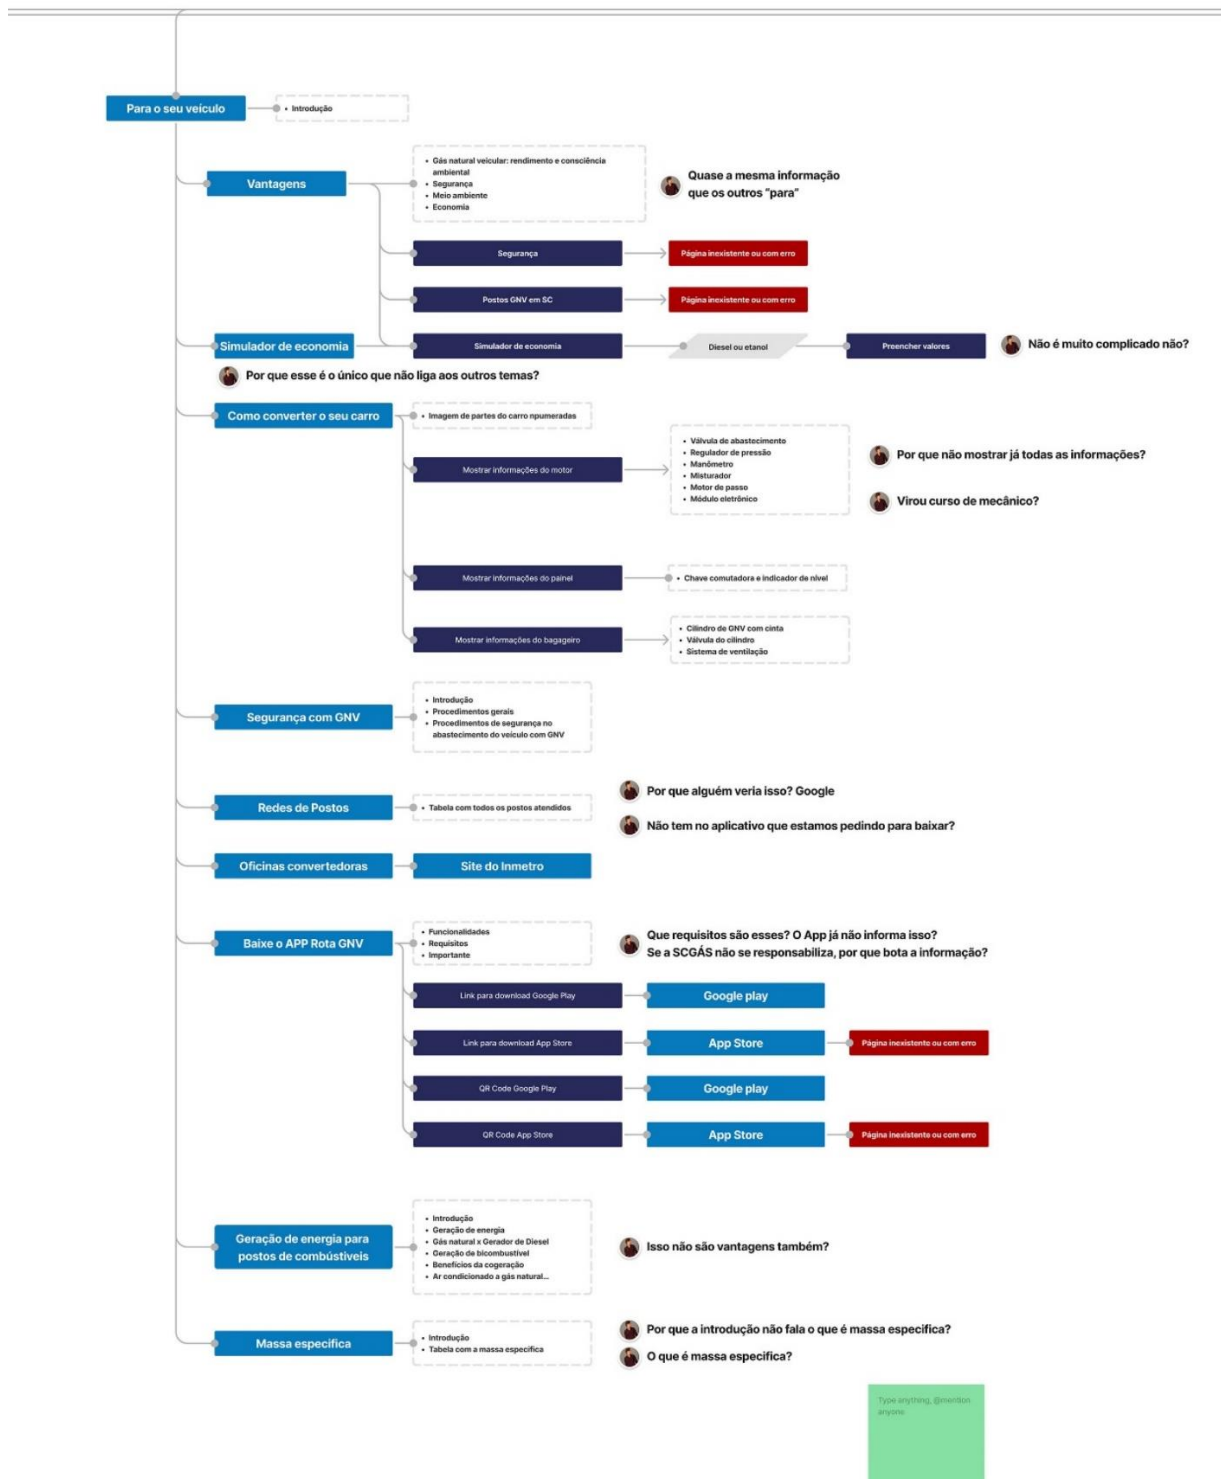 Para o seu veículo
• Introdução
Vantagens
• Gás natural veicular: rendimento e consciência
ambiental
• Segurança
• Meio ambiente
• Economia
Quase a mesma informação
que os outros "para"
Segurança
Página inexistente ou com erro
Postos GNV em SC
Página inexistente ou com erro
Simulador de economia
Simulador de economia
Diesel ou etanol
Preencher valores
Não é muito complicado não?
Por que esse é o único que não liga aos outros temas?
Como converter o seu carro
• Imagem de partes do carro npumeradas
Mostrar informações do motor
• Válvula de abastecimento
• Regulador de pressão
• Manômetro
• Misturador
• Motor de passo
• Módulo eletrônico
Por que não mostrar já todas as informações?
Virou curso de mecânico?
Mostrar informações do painel
• Chave comutadora e indicador de nível
Mostrar informações do bagageiro
• Cilindro de GNV com cinta
• Válvula do cilindro
• Sistema de ventilação
Segurança com GNV
• Introdução
• Procedimentos gerais
• Procedimentos de segurança no
abastecimento do veículo com GNV
Redes de Postos
• Tabela com todos os postos atendidos
Por que alguém veria isso? Google
Não tem no aplicativo que estamos pedindo para baixar?
Oficinas convertedoras
Site do Inmetro
Baixe o APP Rota GNV
• Funcionalidades
• Requisitos
• Importante
Que requisitos são esses? O App já não informa isso?
Se a SCGÁS não se responsabiliza, por que bota a informação?
Link para download Google Play
Google play
Link para download App Store
App Store
Página inexistente ou com erro
QR Code Google Play
Google play
QR Code App Store
App Store
Página inexistente ou com erro
Geração de energia para
postos de combústiveis
• Introdução
• Geração de energia
• Gás natural x Gerador de Diesel
• Geração de bicombustível
• Benefícios da cogeração
• Ar condicionado a gás natural...
Isso não são vantagens também?
Massa especifica
• Introdução
• Tabela com a massa especifica
Por que a introdução não fala o que é massa especifica?
O que é massa especifica?
Type anything, @mention
anyone